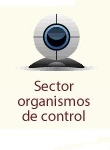 Sector
organismos
de control